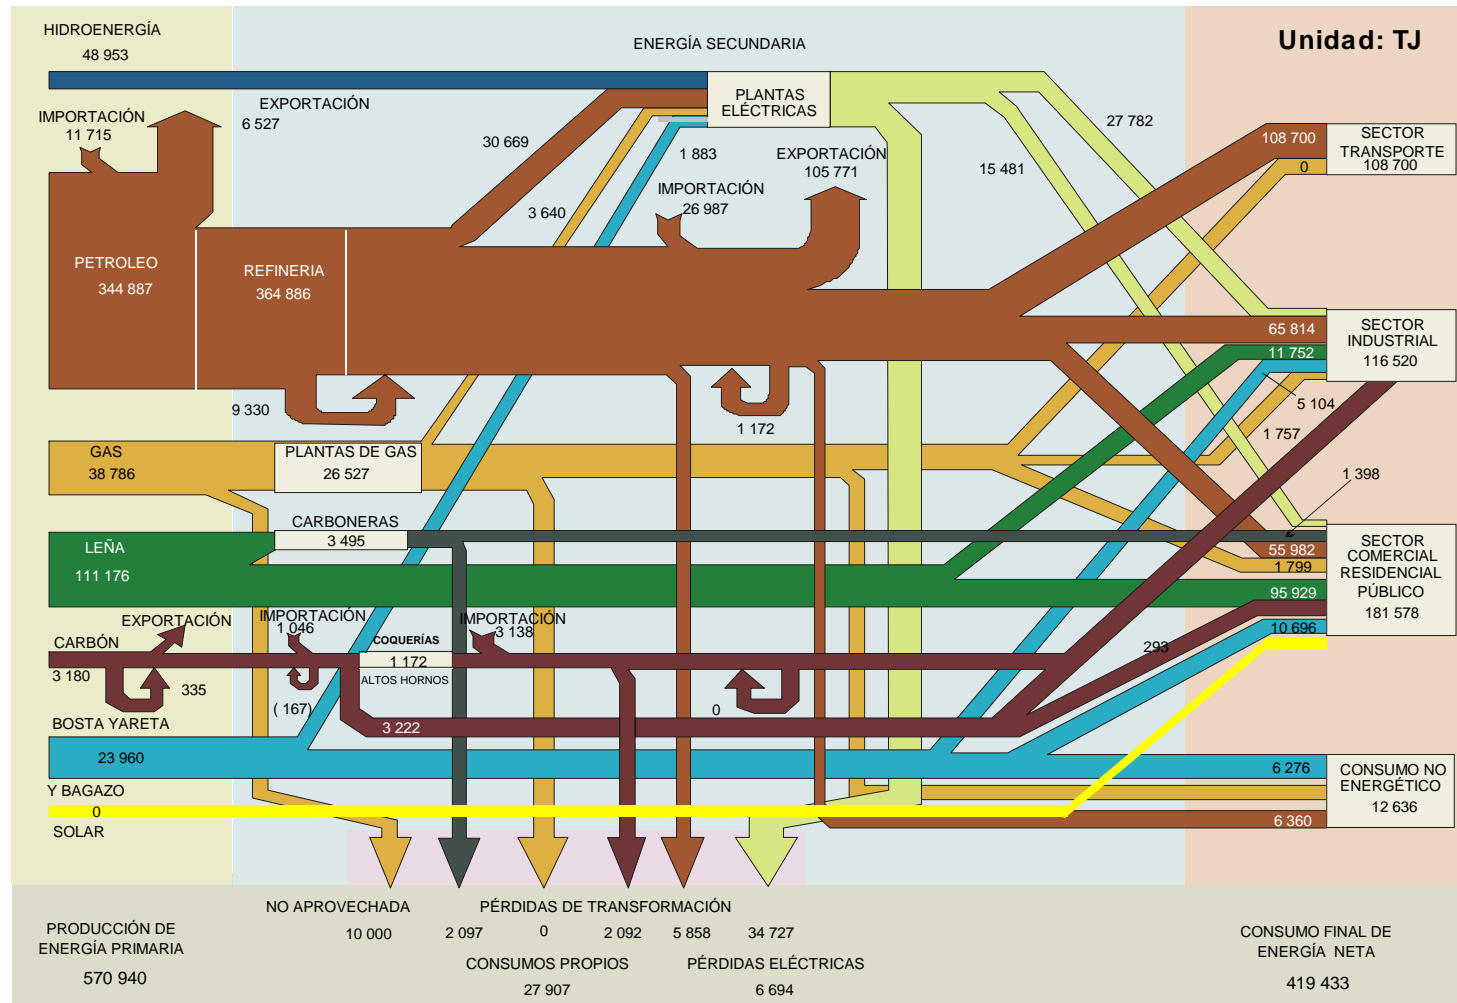 HIDROENERGÍA
48 953
ENERGÍA SECUNDARIA
Unidad: TJ
IMPORTACIÓN
11 715
EXPORTACIÓN
6 527
PLANTAS
ELÉCTRICAS
27 782
30 669
1 883
EXPORTACIÓN
105 771
15 481
108 700
0
SECTOR
TRANSPORTE
108 700
IMPORTACIÓN
26 987
3 640
PETROLEO
344 887
REFINERIA
364 886
65 814
11 752
SECTOR
INDUSTRIAL
116 520
5 104
1 757
9 330
1 172
GAS
38 786
PLANTAS DE GAS
26 527
1 398
CARBONERAS
3 495
LEÑA
111 176
55 982
1 799
95 929
10 696
SECTOR
COMERCIAL
RESIDENCIAL
PÚBLICO
181 578
EXPORTACIÓN
IMPORTACIÓN
1 046
IMPORTACIÓN
3 138
CARBÓN
3 180
335
COQUERÍAS
1 172
ALTOS HORNOS
293
( 167)
0
3 222
BOSTA YARETA
23 960
Y BAGAZO
0
SOLAR
6 276
6 360
CONSUMO NO
ENERGÉTICO
12 636
NO APROVECHADA
10 000
2 097
PÉRDIDAS DE TRANSFORMACIÓN
0
2 092
5 858
34 727
PRODUCCIÓN DE
ENERGÍA PRIMARIA
570 940
CONSUMOS PROPIOS
27 907
PÉRDIDAS ELÉCTRICAS
6 694
CONSUMO FINAL DE
ENERGÍA NETA
419 433